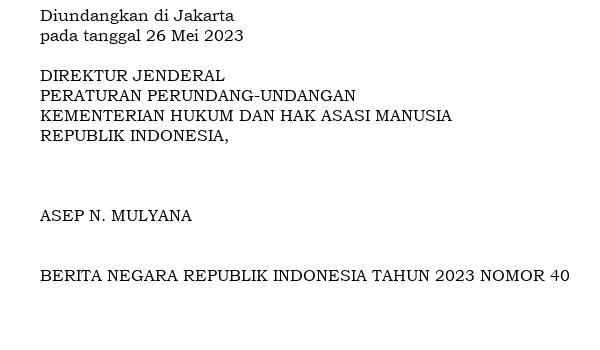 Diundangkan di Jakarta
pada tanggal 26 Mei 2023
DIREKTUR JENDERAL
PERATURAN PERUNDANG-UNDANGAN
KEMENTERIAN HUKUM DAN HAK ASASI MANUSIA
REPUBLIK INDONESIA,
ASEP N. MULYANA
BERITA NEGARA REPUBLIK INDONESIA TAHUN 2023 NOMOR 40